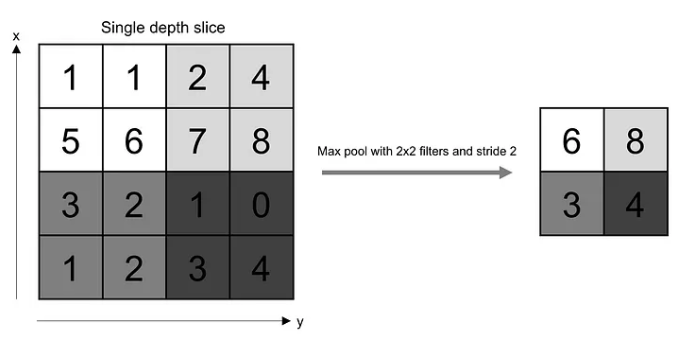 Single depth slice
x
1 1 2 4
5 6 7 8
3 2 1 0
1 2 3 4
y
Max pool with 2x2 filters and stride 2
6 8
3 4